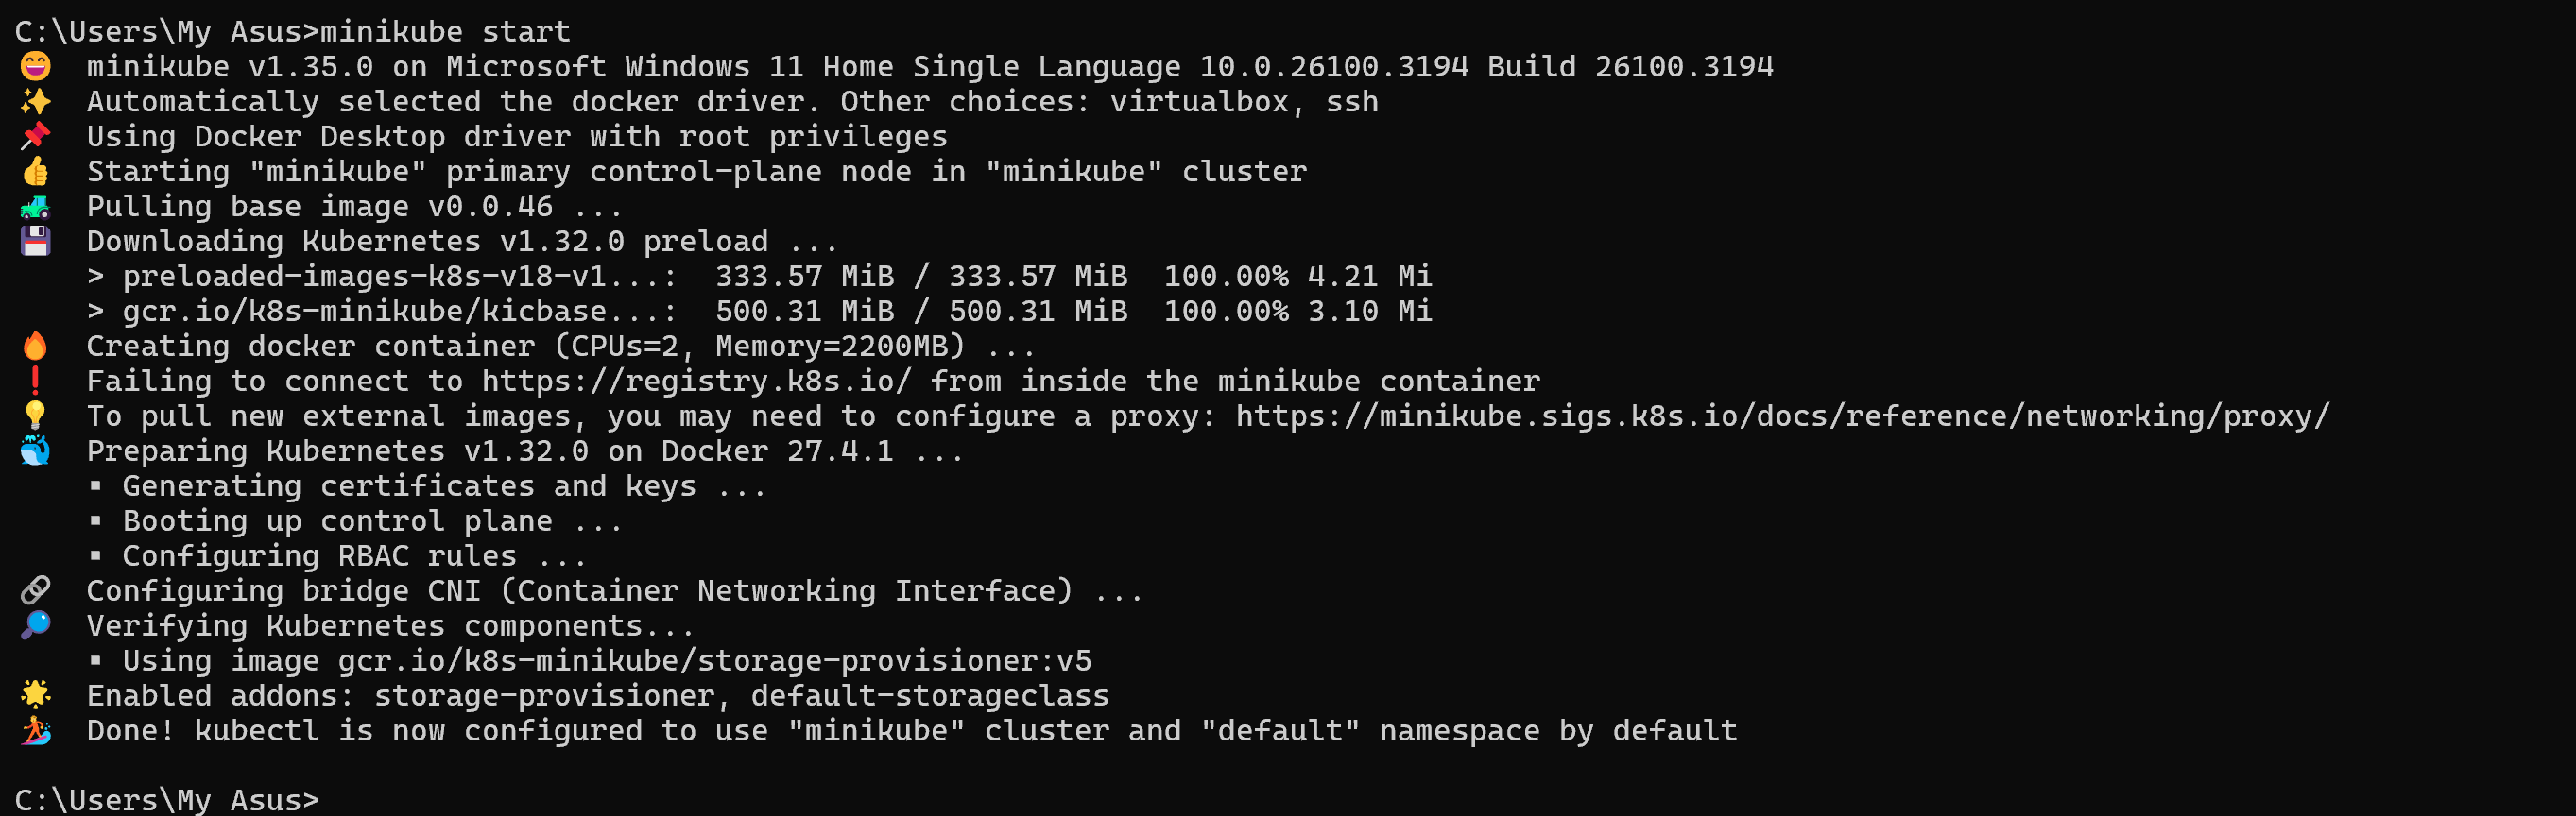 C:\Users\My Asus>minikube start
😄  minikube v1.35.0 on Microsoft Windows 11 Home Single Language 10.0.26100.3194 Build 26100.3194
✨  Automatically selected the docker driver. Other choices: virtualbox, ssh
📌  Using Docker Desktop driver with root privileges
👍  Starting "minikube" primary control-plane node in "minikube" cluster
🚜  Pulling base image v0.0.46 ...
💾  Downloading Kubernetes v1.32.0 preload ...
    > preloaded-images-k8s-v18-v1...:  333.57 MiB / 333.57 MiB  100.00% 4.21 Mi
    > gcr.io/k8s-minikube/kicbase...:  500.31 MiB / 500.31 MiB  100.00% 3.10 Mi
🔥  Creating docker container (CPUs=2, Memory=2200MB) ...
❗  Failing to connect to https://registry.k8s.io/ from inside the minikube container
💡  To pull new external images, you may need to configure a proxy: https://minikube.sigs.k8s.io/docs/reference/networking/proxy/
🐳  Preparing Kubernetes v1.32.0 on Docker 27.4.1 ...
    ▪ Generating certificates and keys ...
    ▪ Booting up control plane ...
    ▪ Configuring RBAC rules ...
🔗  Configuring bridge CNI (Container Networking Interface) ...
🔎  Verifying Kubernetes components...
    ▪ Using image gcr.io/k8s-minikube/storage-provisioner:v5
🌟  Enabled addons: storage-provisioner, default-storageclass
🏄  Done! kubectl is now configured to use "minikube" cluster and "default" namespace by default
C:\Users\My Asus>